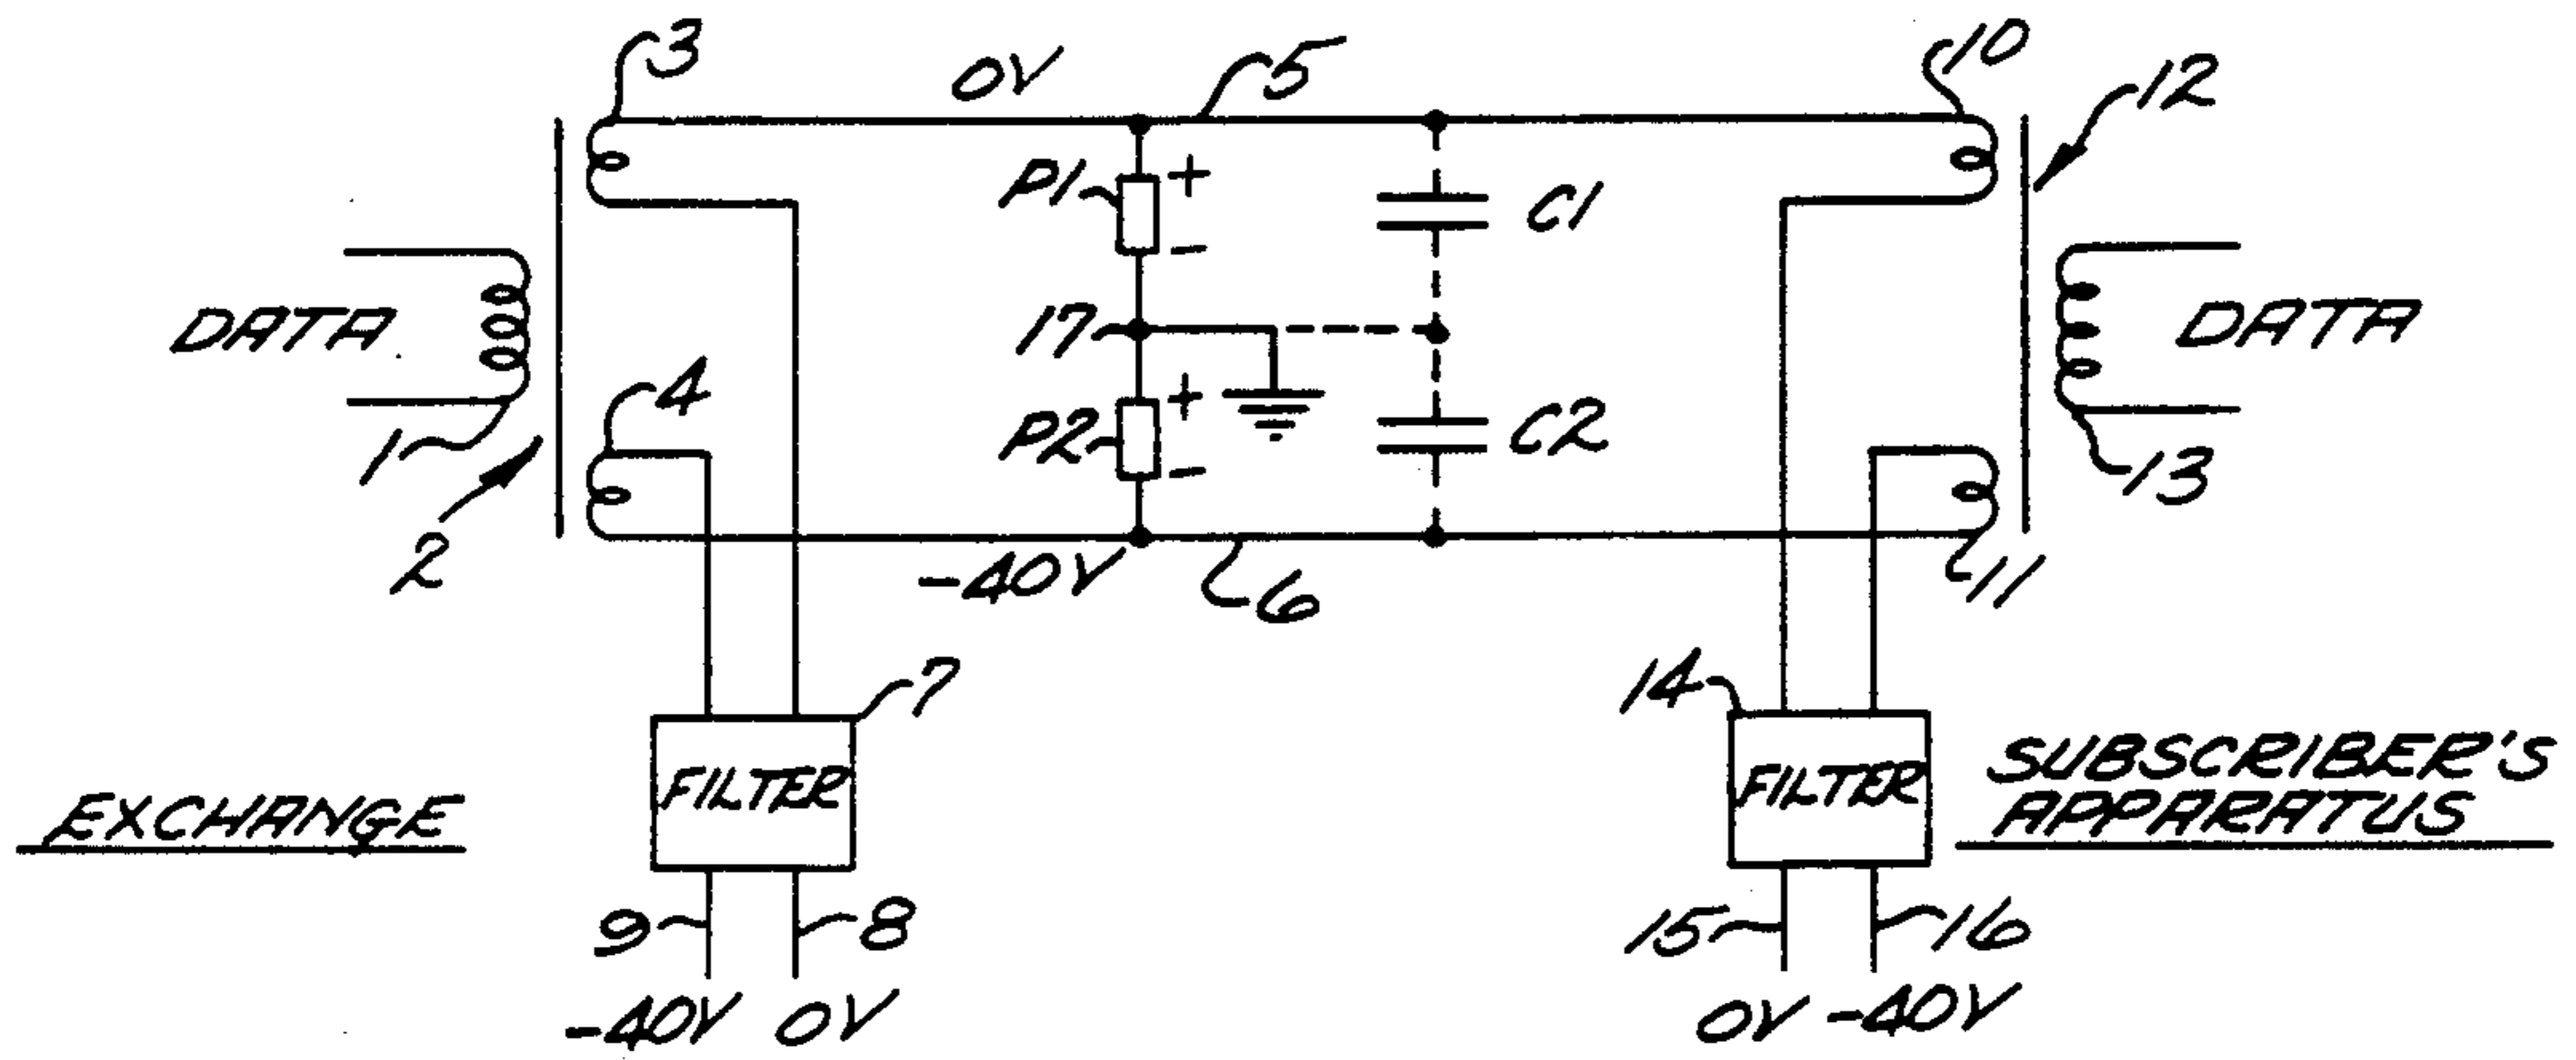 3
0V
5
10
12
P1
+
-
C1
DATA
17
DATA
4
P2
+
-
C2
1
2
13
-40V
6
11
7
14
FILTER
FILTER
EXCHANGE
SUBSCRIBER'S
APPARATUS
9
8
15
16
-40V
0V
0V
-40V